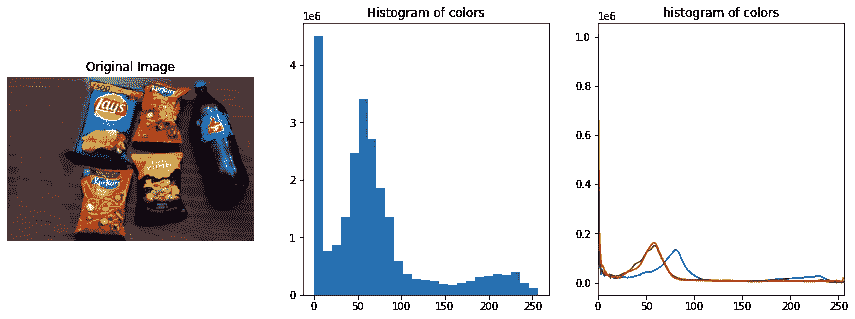 Original Image
Lay's
Kurkure
Kurkure
1e6
Histogram of colors
4
3
2
1
0
0 50 100 150 200 250
1e6
histogram of colors
1.0
0.8
0.6
0.4
0.2
0.0
0 50 100 150 200 250